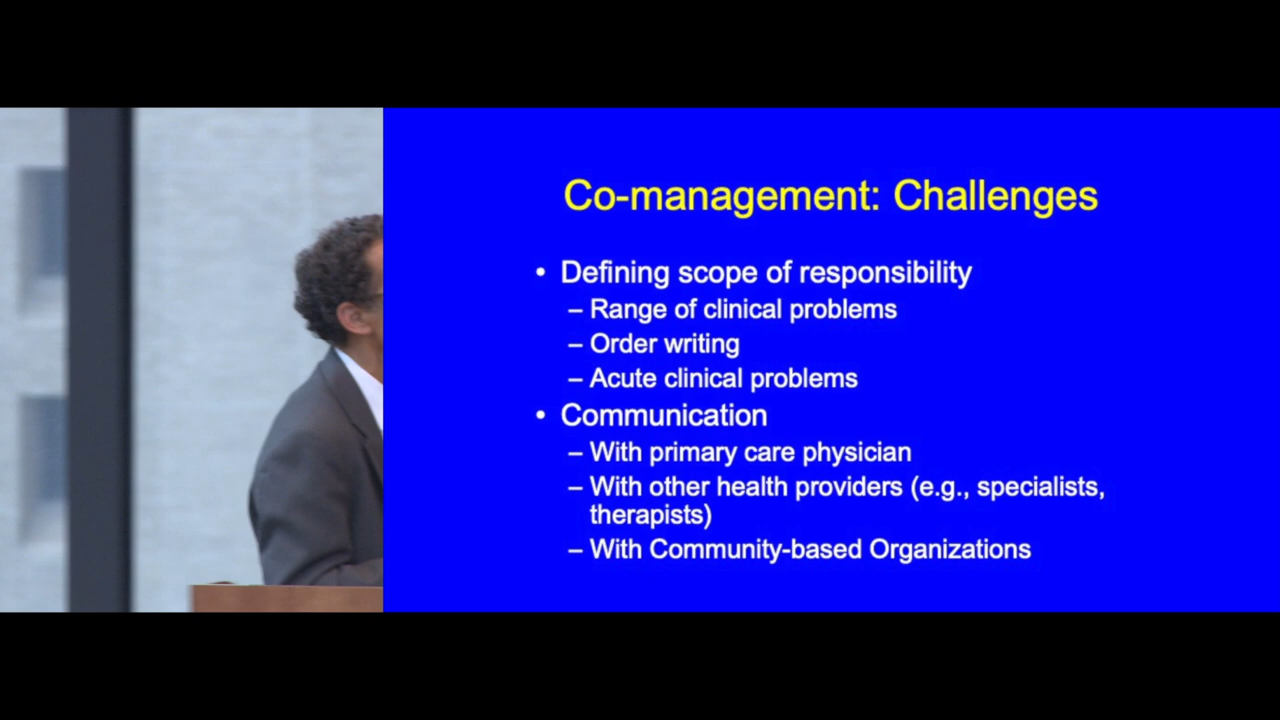 Co-management: Challenges
• Defining scope of responsibility
– Range of clinical problems
– Order writing
– Acute clinical problems
• Communication
– With primary care physician
– With other health providers (e.g., specialists,
therapists)
– With Community-based Organizations